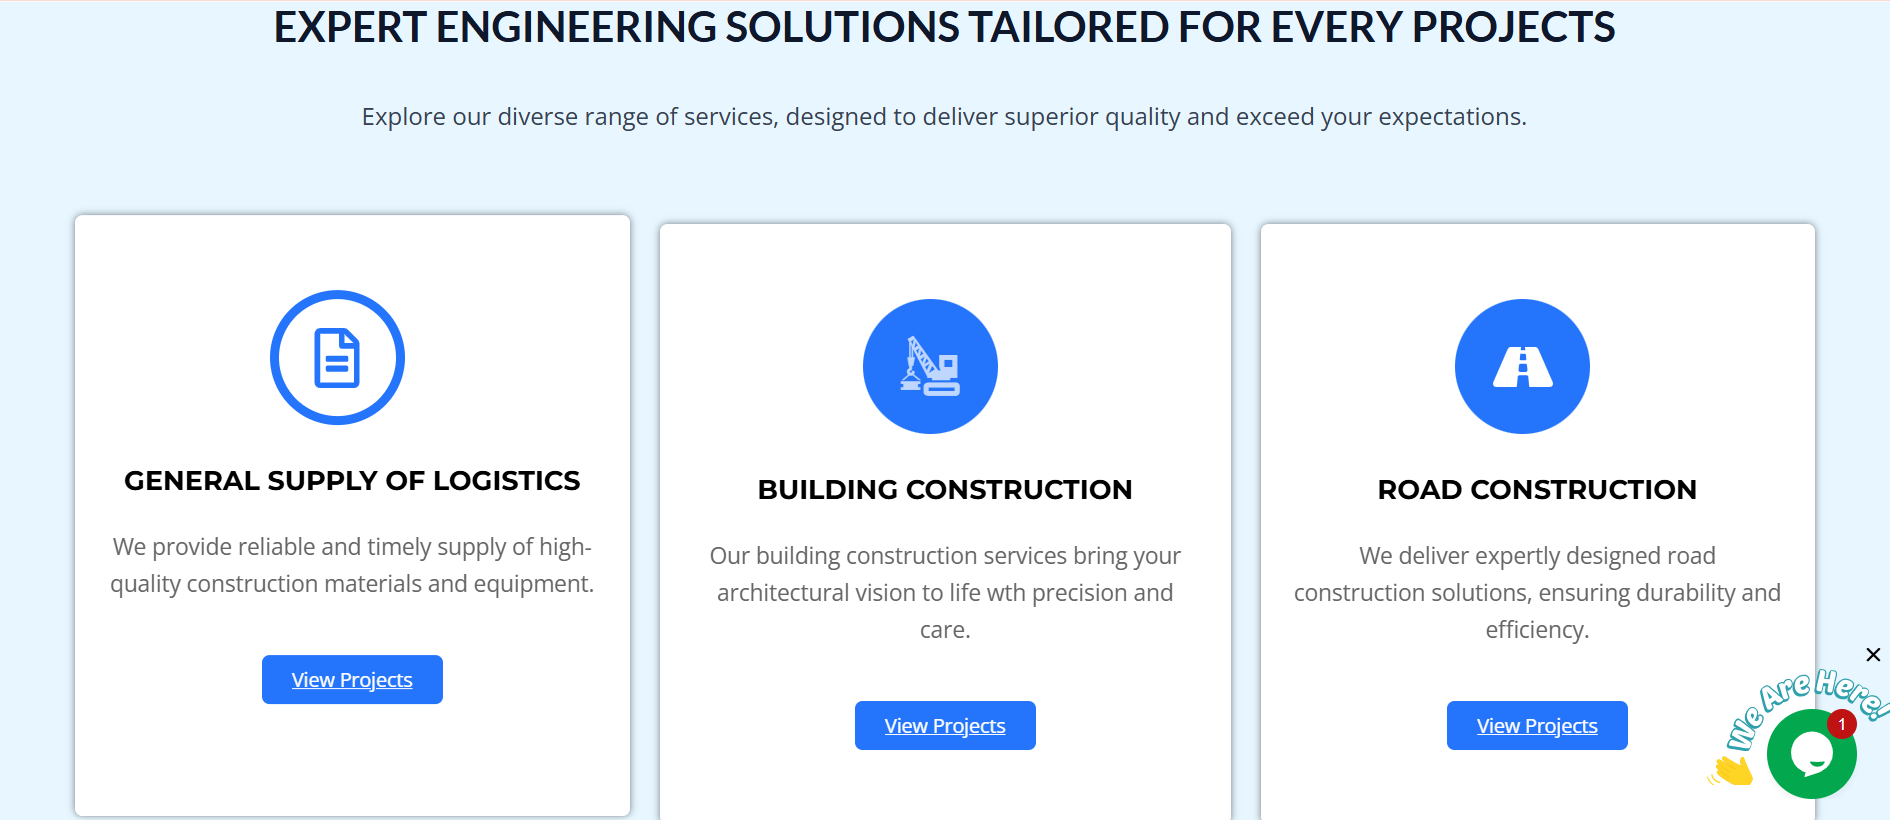 EXPERT ENGINEERING SOLUTIONS TAILORED FOR EVERY PROJECTS
Explore our diverse range of services, designed to deliver superior quality and exceed your expectations.
GENERAL SUPPLY OF LOGISTICS
We provide reliable and timely supply of high-
quality construction materials and equipment.
View Projects
BUILDING CONSTRUCTION
Our building construction services bring your
architectural vision to life wth precision and
care.
View Projects
ROAD CONSTRUCTION
We deliver expertly designed road
construction solutions, ensuring durability and
efficiency.
View Projects
We Are Here!
1